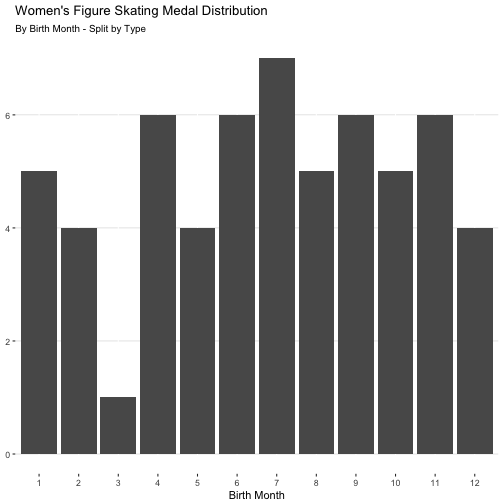 Women's Figure Skating Medal Distribution
By Birth Month - Split by Type
6
4
2
0
1 2 3 4 5 6 7 8 9 10 11 12
Birth Month